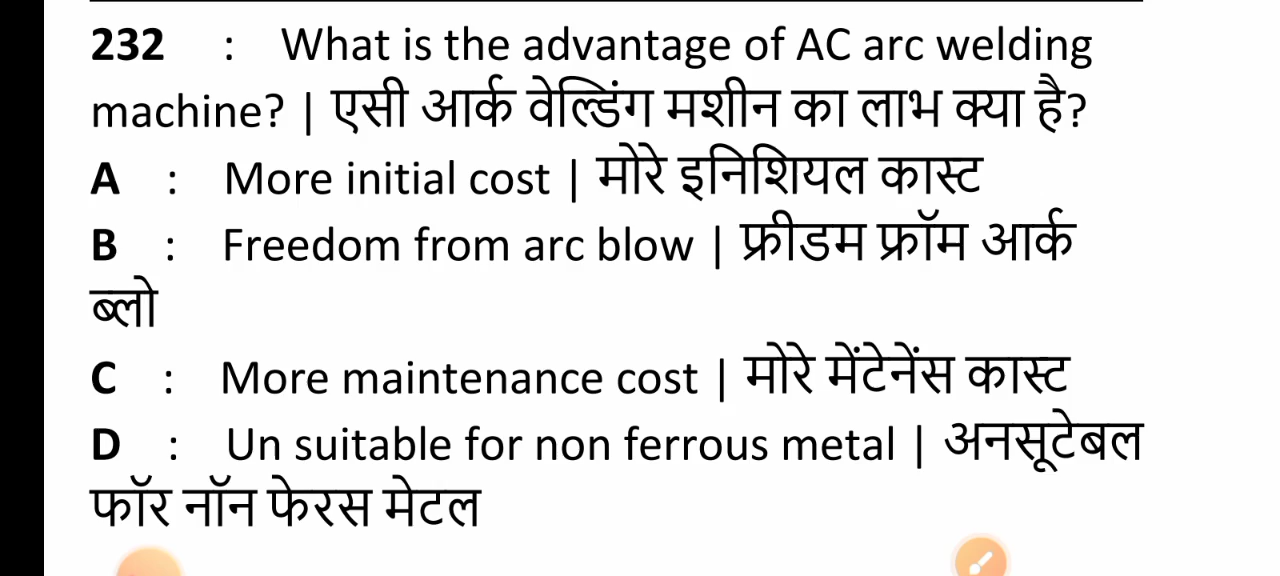 232 : What is the advantage of AC arc welding
machine? | एसी आर्क वेल्डिंग मशीन का लाभ क्या है?
A : More initial cost | मोरे इनिशियल कास्ट
B : Freedom from arc blow | फ्रीडम फ्रॉम आर्क
ब्लो
C : More maintenance cost | मोरे मेंटेनेंस कास्ट
D : Un suitable for non ferrous metal | अनसूटेबल
फॉर नॉन फेरस मेटल